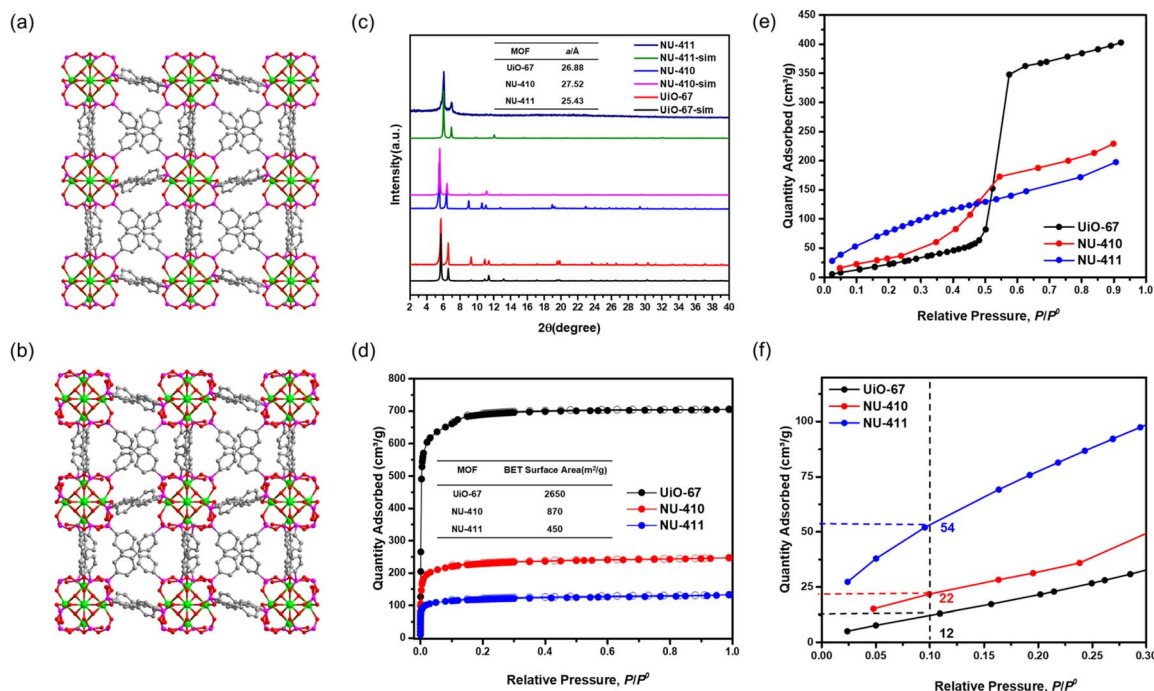 (a)
(b)
(c)
MOF a/Å
UiO-67 26.88
NU-410 27.52
NU-411 25.43
NU-411
NU-411-sim
NU-410
NU-410-sim
UiO-67
UiO-67-sim
Intensity(a.u.)
2 4 6 8 10 12 14 16 18 20 22 24 26 28 30 32 34 36 38 40
2θ(degree)
(d)
800
700
600
500
400
300
200
100
0
Quantity Adsorbed (cm³/g)
MOF BET Surface Area(m²/g)
UiO-67 2650
NU-410 870
NU-411 450
UiO-67
NU-410
NU-411
0.0 0.2 0.4 0.6 0.8 1.0
Relative Pressure, P/P⁰
(e)
450
400
350
300
250
200
150
100
50
0
Quantity Adsorbed (cm³/g)
UiO-67
NU-410
NU-411
0.0 0.1 0.2 0.3 0.4 0.5 0.6 0.7 0.8 0.9 1.0
Relative Pressure, P/P⁰
(f)
UiO-67
NU-410
NU-411
100
75
50
25
0
Quantity Adsorbed (cm³/g)
54
22
12
0.00 0.05 0.10 0.15 0.20 0.25 0.30
Relative Pressure, P/P⁰